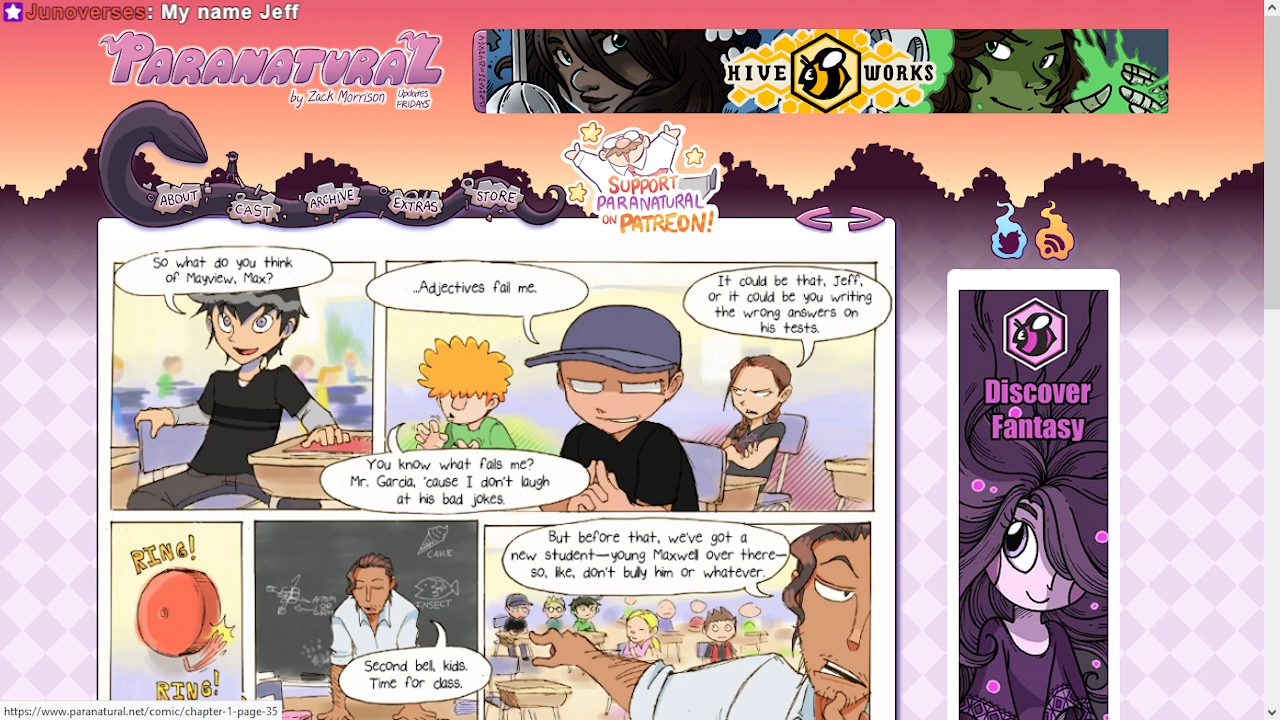 Junoverses: My name Jeff
PARANATURAL
by Zack Morrison
Updates
FRIDAYS
HIVE WORKS
ABOUT
CAST
ARCHIVE
EXTRAS
STORE
SUPPORT
PARANATURAL
ON PATREON!
So what do you think
of Mayview, Max?
...Adjectives fail me.
It could be that, Jeff,
or it could be you writing
the wrong answers on
his tests.
You know what fails me?
Mr. Garcia, 'cause I don't laugh
at his bad jokes.
Discover
Fantasy
RING!
RING!
CAKE
INSECT
Second bell, kids.
Time for class.
But before that, we've got a
new student—young Maxwell over there—
so, like, don't bully him or whatever.
https://www.paranatural.net/comic/chapter-1-page-35